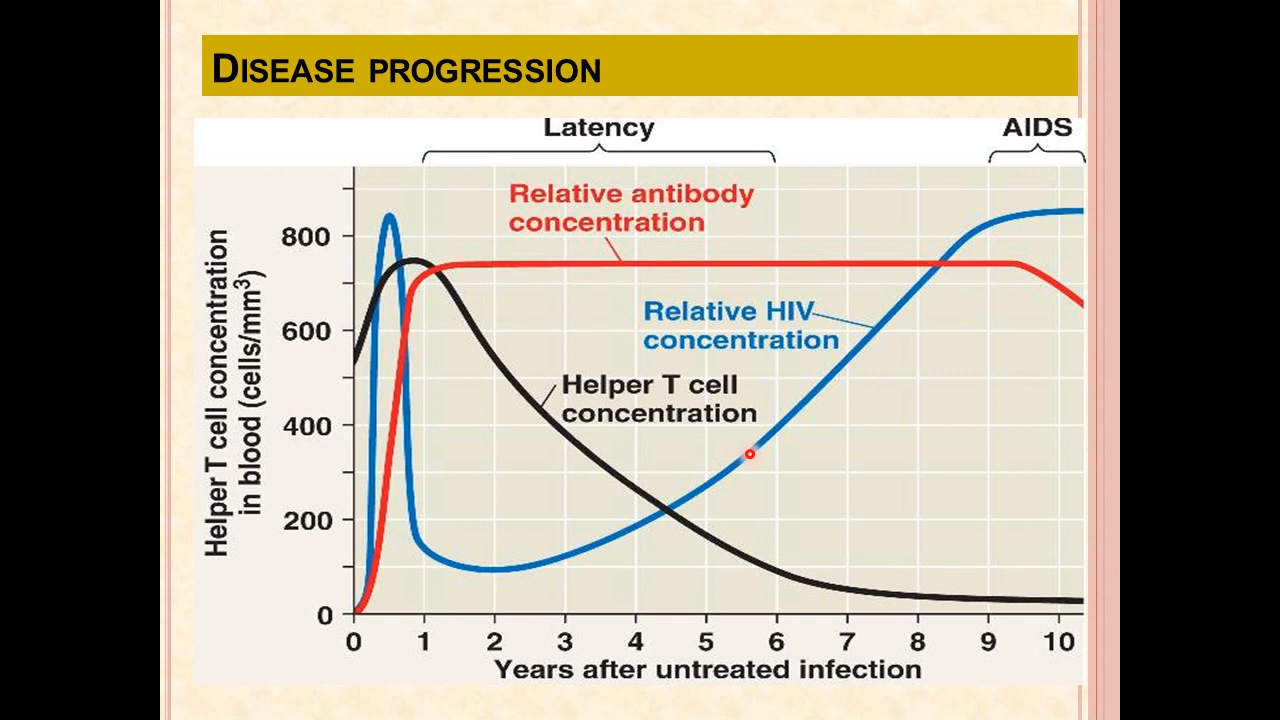 DISEASE PROGRESSION
Latency
AIDS
Relative antibody
concentration
Relative HIV
concentration
Helper T cell
concentration
Helper T cell concentration
in blood (cells/mm³)
800
600
400
200
0
0 1 2 3 4 5 6 7 8 9 10
Years after untreated infection